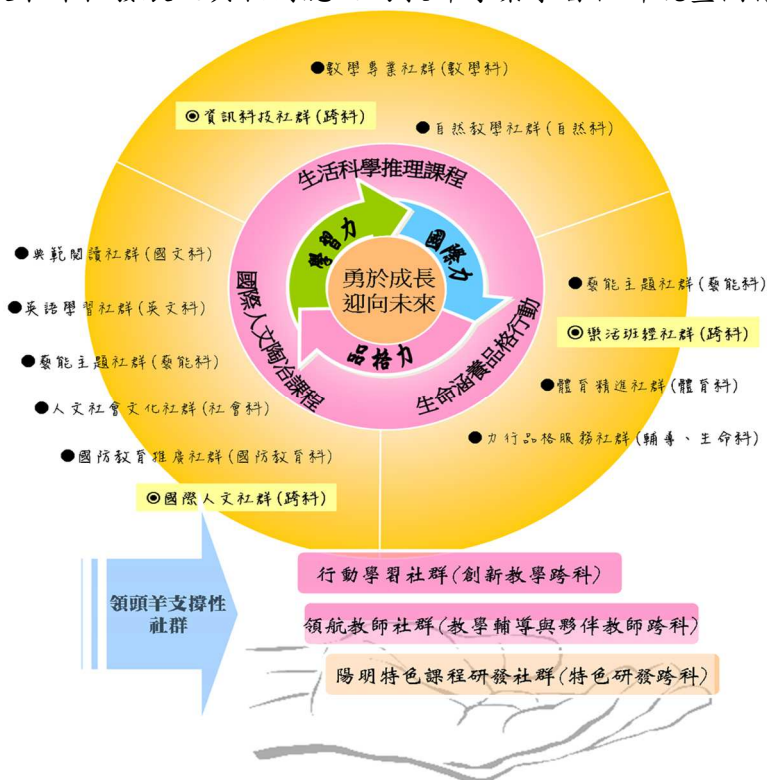 ●數學專業社群(數學科)
◉資訊科技社群(跨科)
●自然教學社群(自然科)
生活科學推理課程
學習力
國際力
●典範閱讀社群(國文科)
勇於成長
迎向未來
●藝能主題社群(藝能科)
●英語學習社群(英文科)
國際人文陶冶課程
品格力
生命涵養品格行動
◉樂活班經社群(跨科)
●藝能主題社群(藝能科)
●體育精進社群(體育科)
●人文社會文化社群(社會科)
●力行品格服務社群(輔導、生命科)
●國防教育推廣社群(國防教育科)
◉國際人文社群(跨科)
領頭羊支撐性
社群
行動學習社群(創新教學跨科)
領航教師社群(教學輔導與夥伴教師跨科)
陽明特色課程研發社群(特色研發跨科)